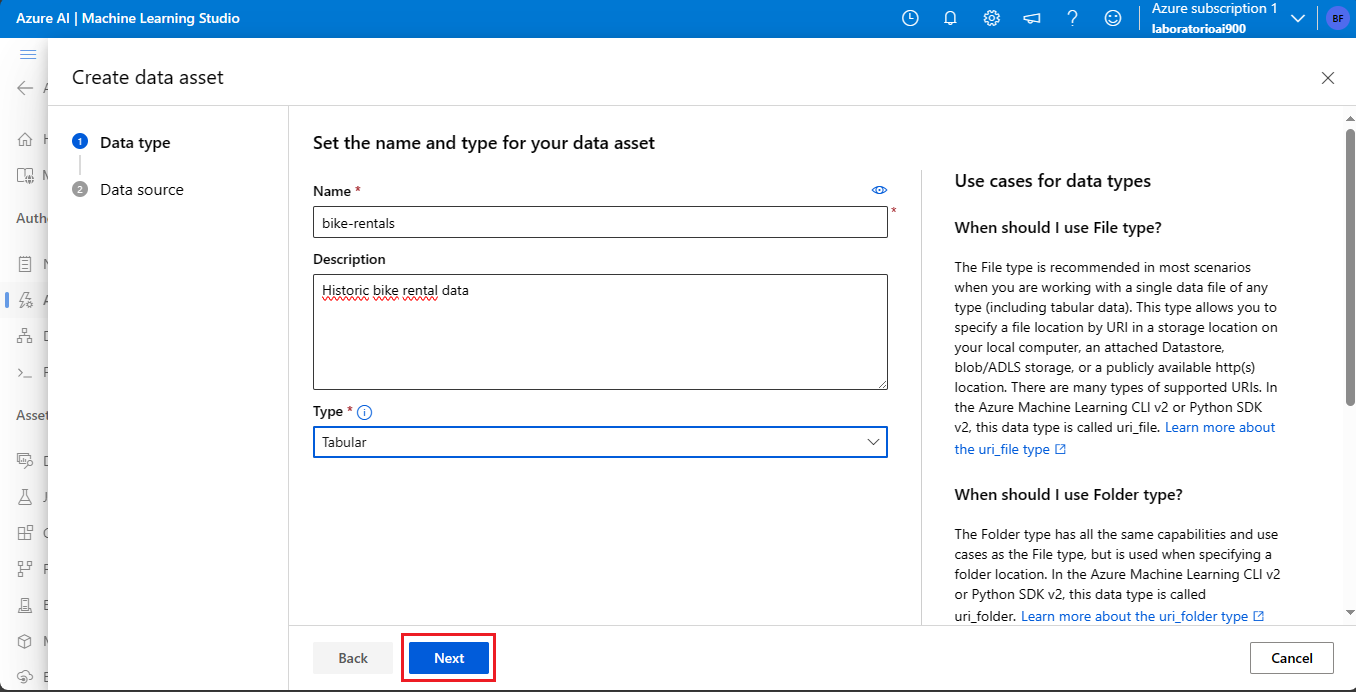 Azure AI | Machine Learning Studio
Azure subscription 1
laboratorioai900
BF
Create data asset
1 Data type
2 Data source
Auth
Asset
Set the name and type for your data asset
Name *
bike-rentals
*
Description
Historic bike rental data
Type *
Tabular
Use cases for data types
When should I use File type?
The File type is recommended in most scenarios
when you are working with a single data file of any
type (including tabular data). This type allows you to
specify a file location by URI in a storage location on
your local computer, an attached Datastore,
blob/ADLS storage, or a publicly available http(s)
location. There are many types of supported URIs. In
the Azure Machine Learning CLI v2 or Python SDK
v2, this data type is called uri_file. Learn more about
the uri_file type
When should I use Folder type?
The Folder type has all the same capabilities and use
cases as the File type, but is used when specifying a
folder location. In the Azure Machine Learning CLI v2
or Python SDK v2, this data type is called
uri_folder. Learn more about the uri_folder type
Back
Next
Cancel